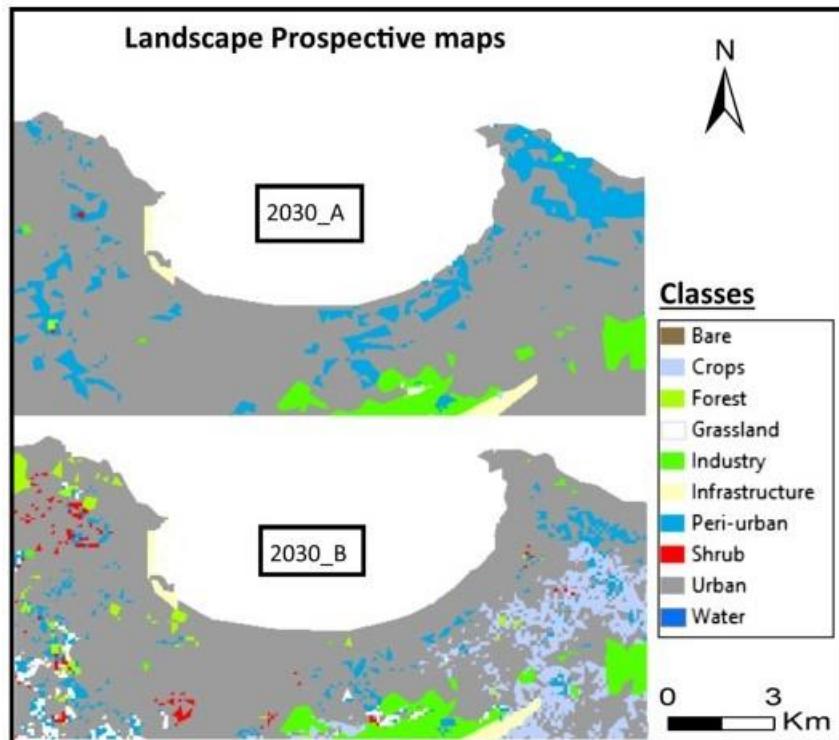 Landscape Prospective maps
N
2030_A
2030_B
Classes
Bare
Crops
Forest
Grassland
Industry
Infrastructure
Peri-urban
Shrub
Urban
Water
0 3
Km